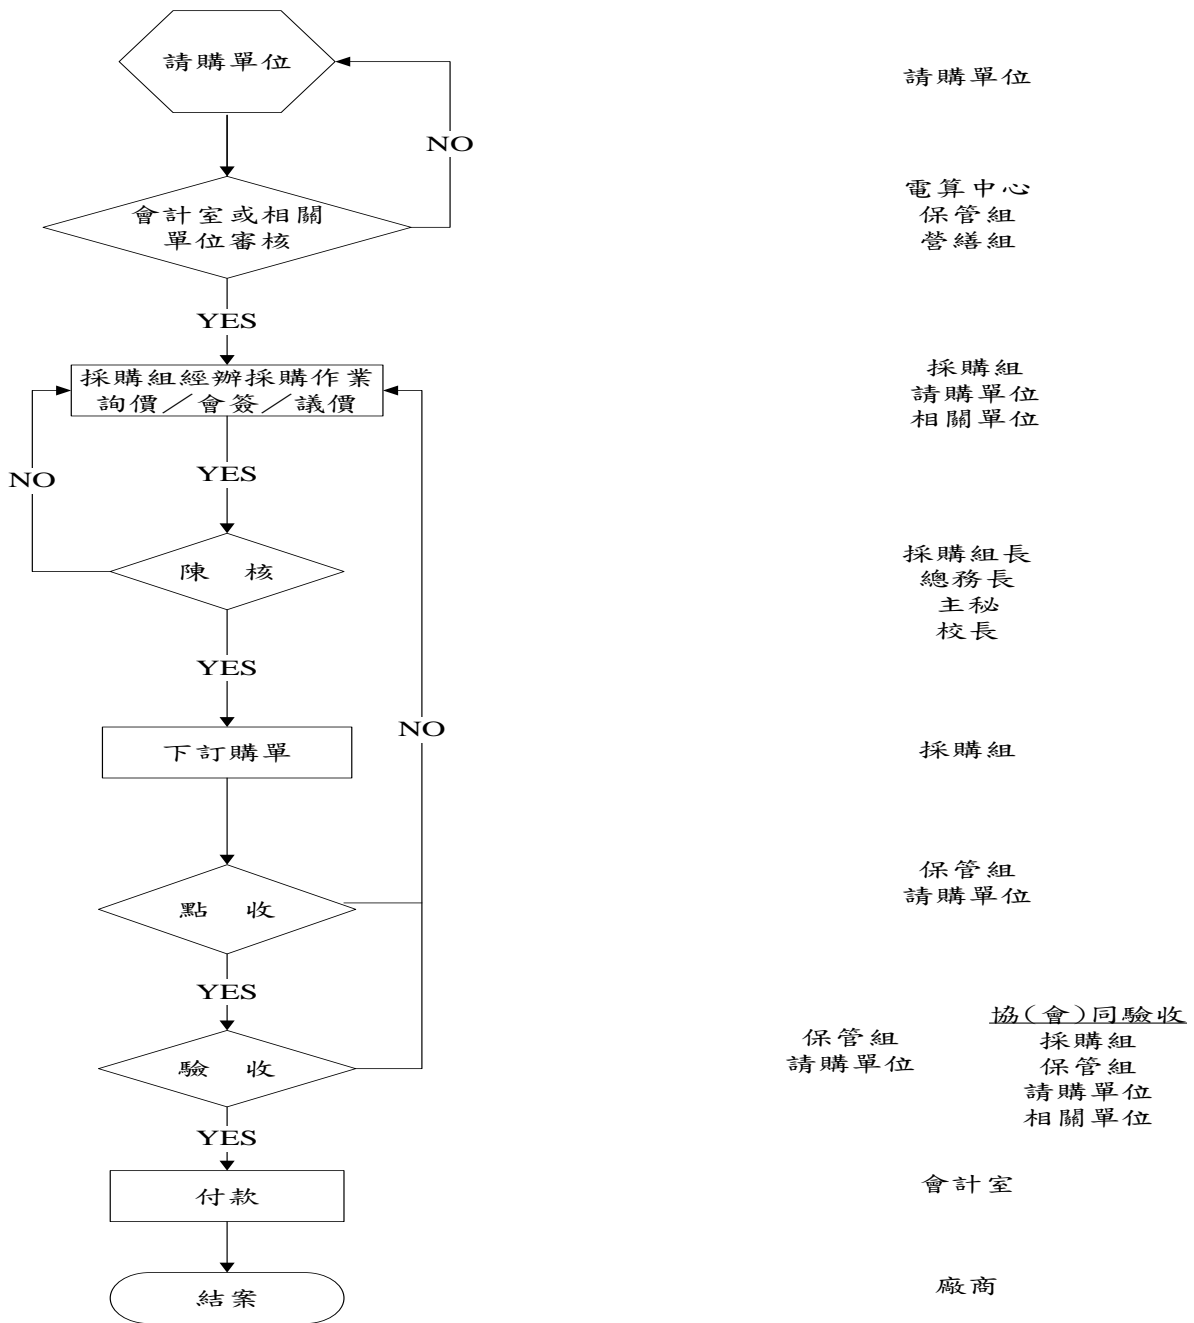 請購單位
請購單位
NO
會計室或相關
單位審核
電算中心
保管組
營繕組
YES
採購組經辦採購作業
詢價／會簽／議價
採購組
請購單位
相關單位
NO
YES
陳　核
採購組長
總務長
主秘
校長
YES
NO
下訂購單
採購組
點　收
保管組
請購單位
YES
驗　收
保管組
請購單位
協(會)同驗收
採購組
保管組
請購單位
相關單位
YES
付款
會計室
結案
廠商